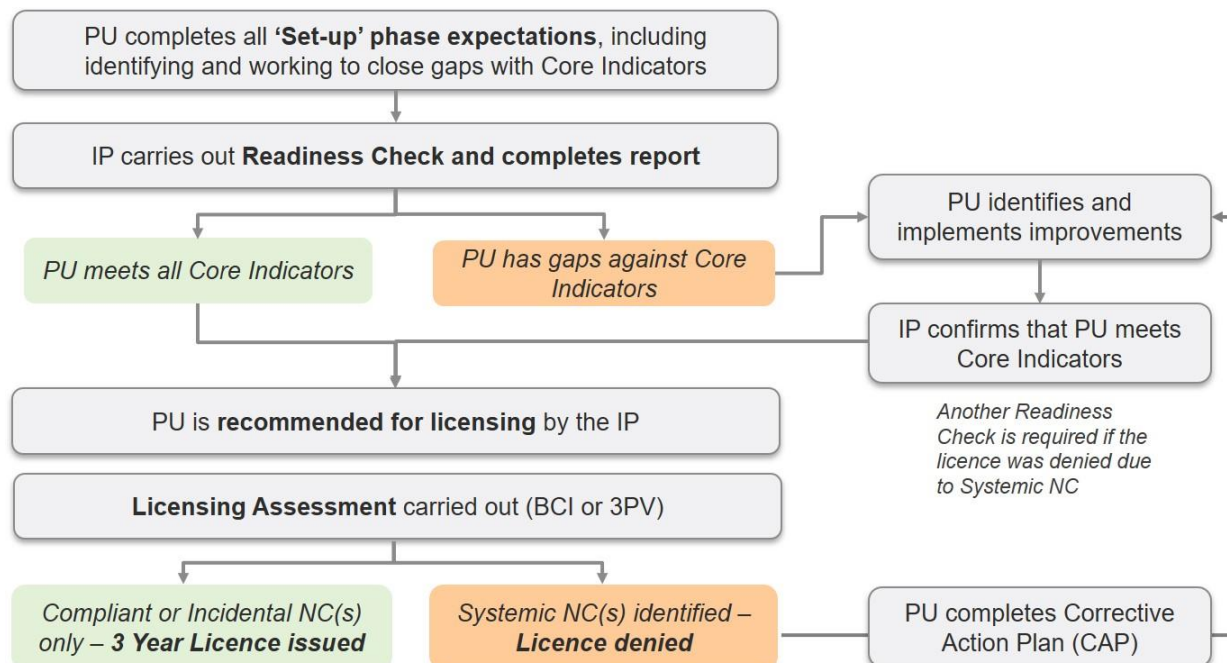 PU completes all ‘Set-up’ phase expectations, including
identifying and working to close gaps with Core Indicators
IP carries out Readiness Check and completes report
PU meets all Core Indicators
PU has gaps against Core
Indicators
PU identifies and
implements improvements
IP confirms that PU meets
Core Indicators
Another Readiness
Check is required if the
licence was denied due
to Systemic NC
PU is recommended for licensing by the IP
Licensing Assessment carried out (BCI or 3PV)
Compliant or Incidental NC(s)
only – 3 Year Licence issued
Systemic NC(s) identified –
Licence denied
PU completes Corrective
Action Plan (CAP)